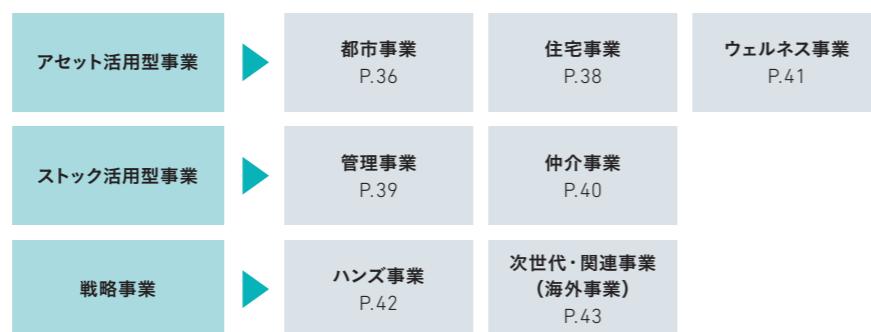 アセット活用型事業
都市事業
P.36
住宅事業
P.38
ウェルネス事業
P.41
ストック活用型事業
管理事業
P.39
仲介事業
P.40
戦略事業
ハンズ事業
P.42
次世代・関連事業
(海外事業)
P.43